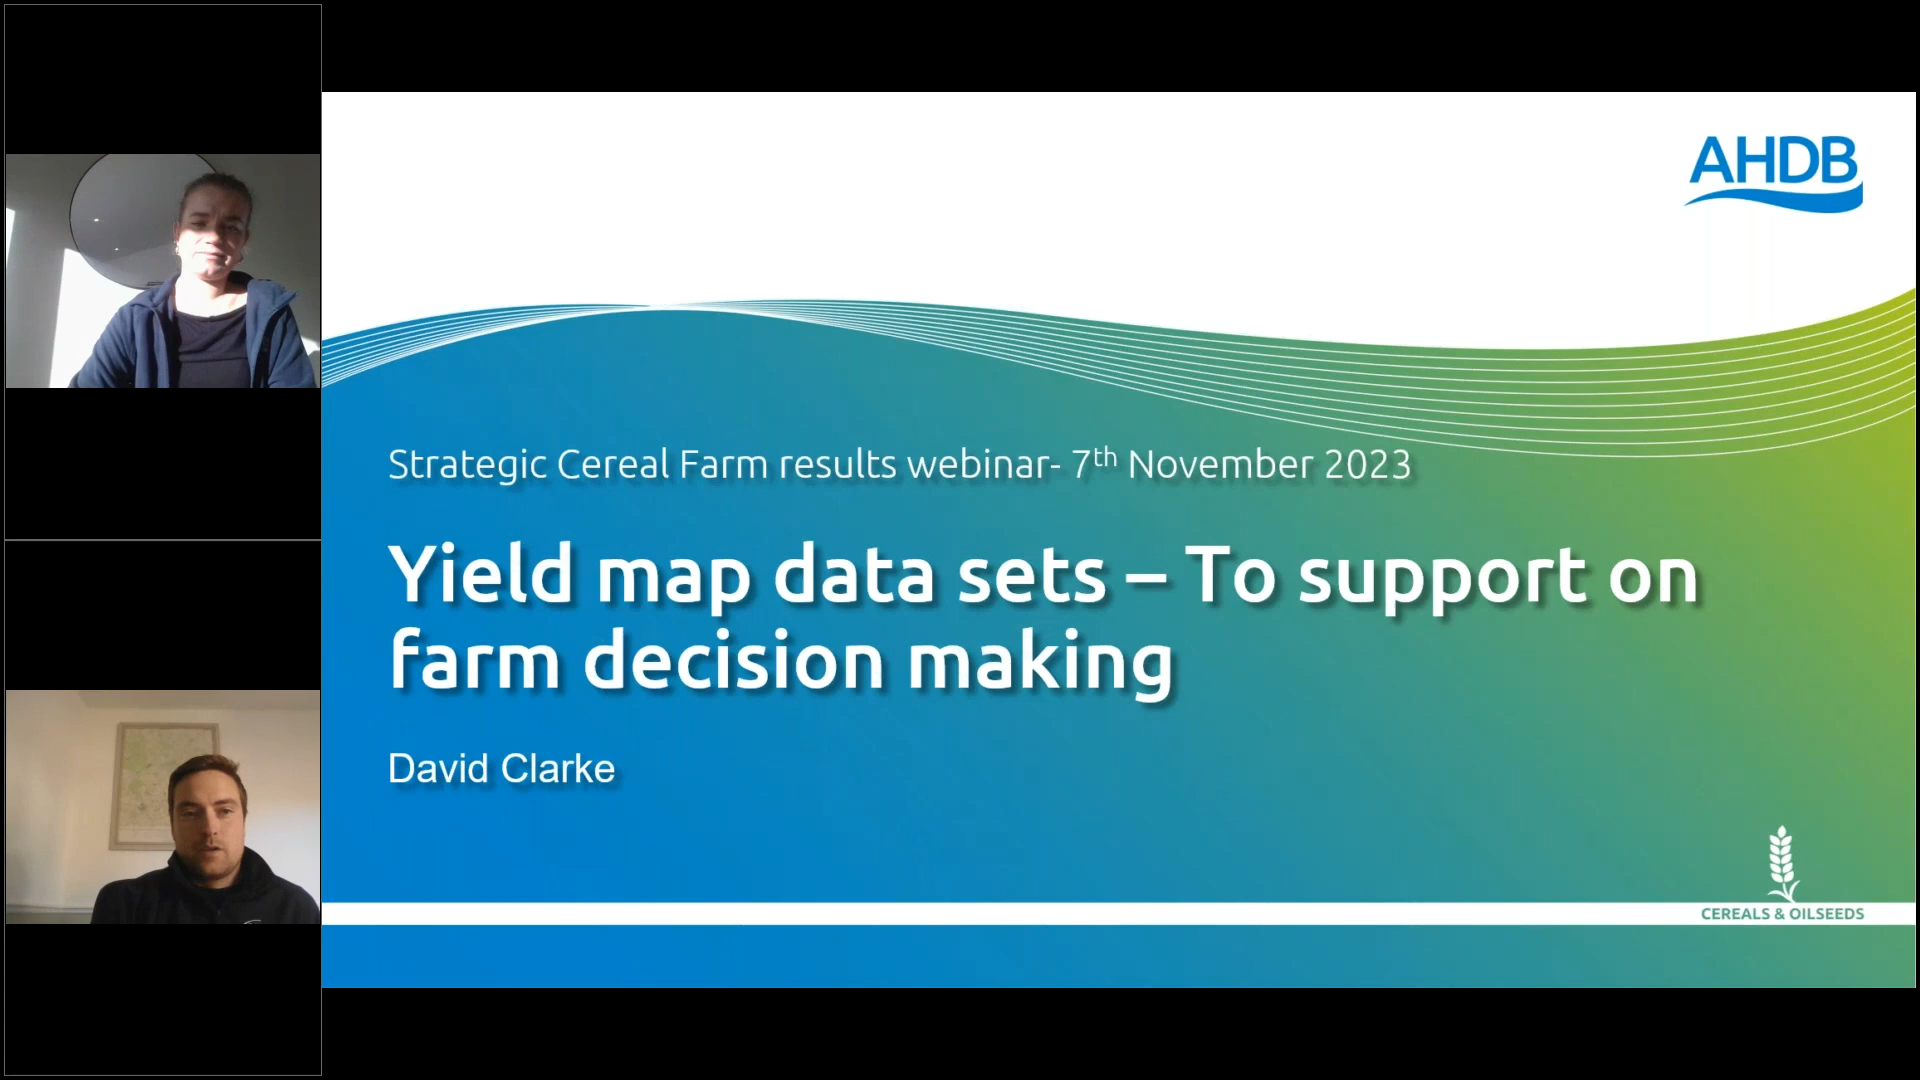 AHDB
Strategic Cereal Farm results webinar- 7th November 2023
Yield map data sets – To support on
farm decision making
David Clarke
CEREALS & OILSEEDS